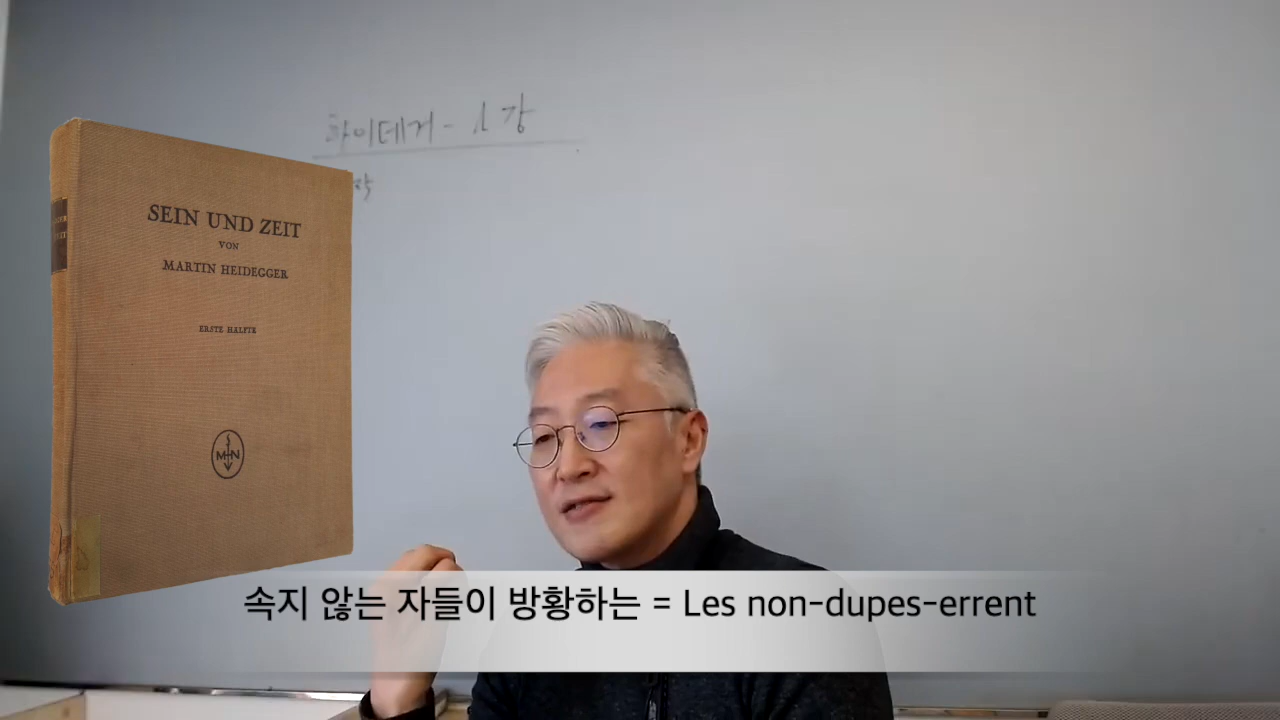 하이데거 - 1강
SEIN UND ZEIT
VON
MARTIN HEIDEGGER
ERSTE HÄLFTE
M N
속지 않는 자들이 방황하는 = Les non-dupes-errent